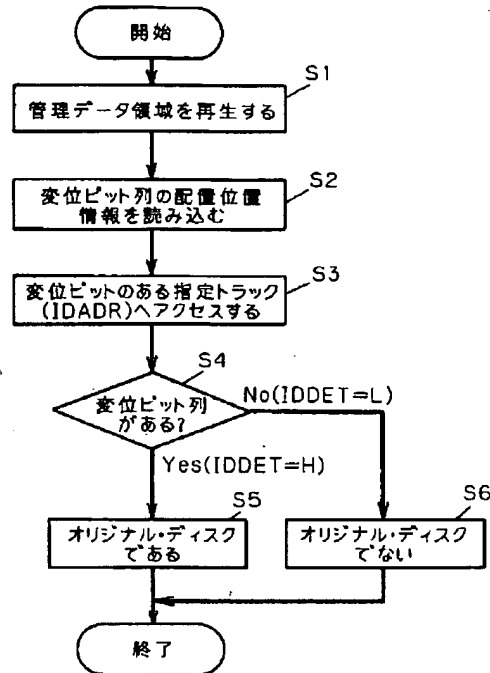 開始
S1
管理データ領域を再生する
S2
変位ピット列の配置位置
情報を読み込む
S3
変位ピットのある指定トラック
(IDADR)へアクセスする
S4
変位ピット列
がある?
No(IDDET=L)
Yes(IDDET=H)
S5
オリジナル・ディスク
である
S6
オリジナル・ディスク
でない
終了